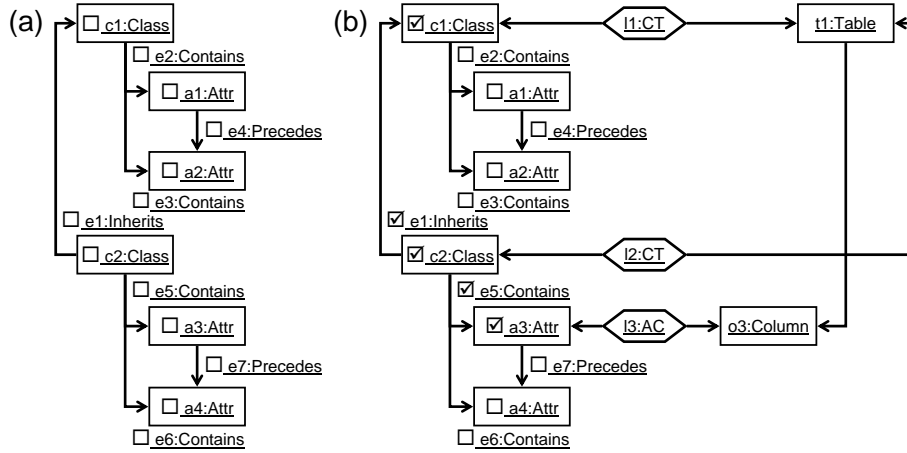 (a)
☐ c1:Class
☐ e2:Contains
☐ a1:Attr
☐ e4:Precedes
☐ a2:Attr
☐ e3:Contains
☐ e1:Inherits
☐ c2:Class
☐ e5:Contains
☐ a3:Attr
☐ e7:Precedes
☐ a4:Attr
☐ e6:Contains
(b)
☑ c1:Class
l1:CT
t1:Table
☐ e2:Contains
☐ a1:Attr
☐ e4:Precedes
☐ a2:Attr
☐ e3:Contains
☑ e1:Inherits
☑ c2:Class
l2:CT
☑ e5:Contains
☑ a3:Attr
l3:AC
o3:Column
☐ e7:Precedes
☐ a4:Attr
☐ e6:Contains